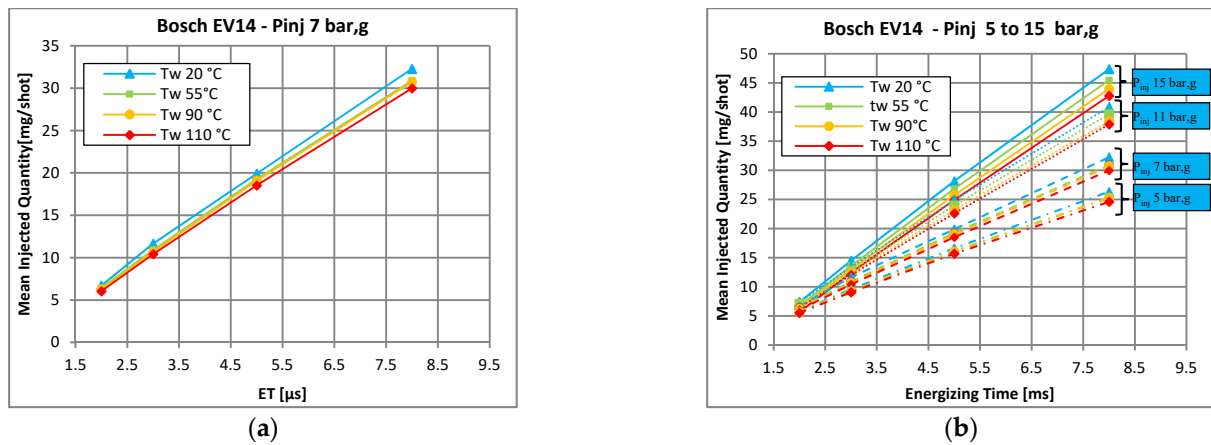 Bosch EV14 - Pinj 7 bar,g
Mean Injected Quantity[mg/shot]
35
30
25
20
15
10
5
0
Tw 20 °C
Tw 55°C
Tw 90 °C
Tw 110 °C
1.5 2.5 3.5 4.5 5.5 6.5 7.5 8.5 9.5
ET [µs]
(a)
Bosch EV14 - Pinj 5 to 15 bar,g
Mean Injected Quantity [mg/shot]
50
45
40
35
30
25
20
15
10
5
0
Tw 20 °C
tw 55 °C
Tw 90°C
Tw 110 °C
Pinj 15 bar,g
Pinj 11 bar,g
Pinj 7 bar,g
Pinj 5 bar,g
1.5 2.5 3.5 4.5 5.5 6.5 7.5 8.5 9.5
Energizing Time [ms]
(b)